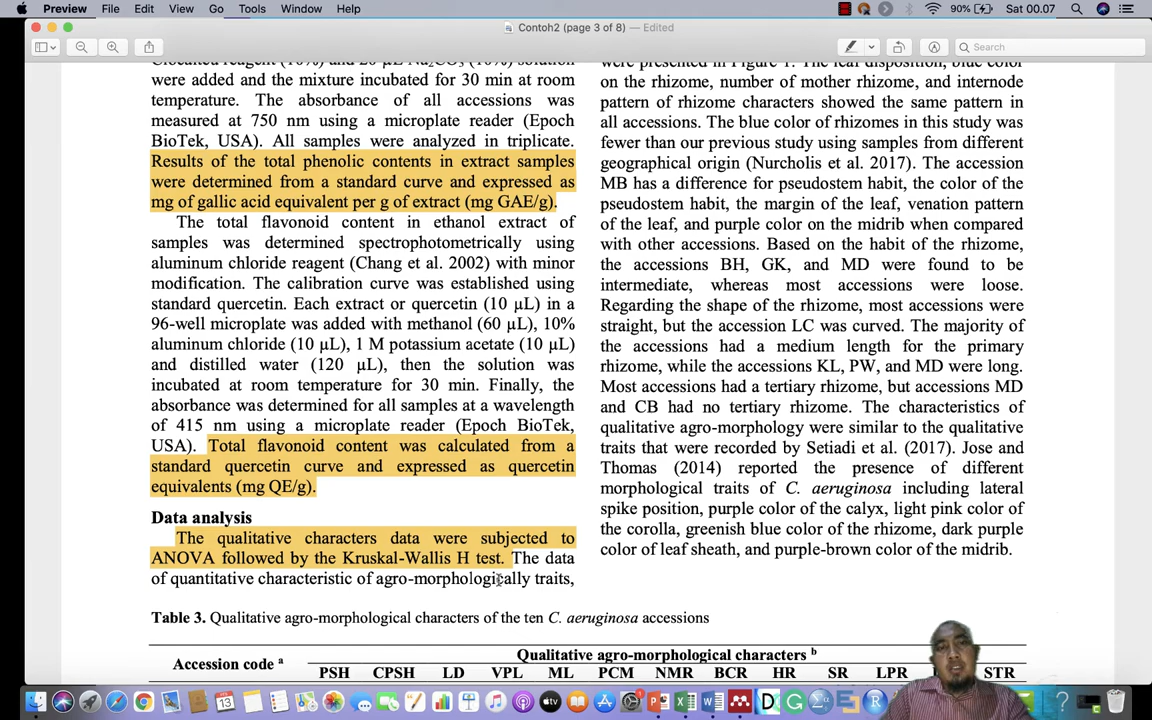 Preview File Edit View Go Tools Window Help 90% Sat 00.07
Contoh2 (page 3 of 8) — Edited
Search
were added and the mixture incubated for 30 min at room
temperature. The absorbance of all accessions was
measured at 750 nm using a microplate reader (Epoch
BioTek, USA). All samples were analyzed in triplicate.
Results of the total phenolic contents in extract samples
were determined from a standard curve and expressed as
mg of gallic acid equivalent per g of extract (mg GAE/g).
The total flavonoid content in ethanol extract of
samples was determined spectrophotometrically using
aluminum chloride reagent (Chang et al. 2002) with minor
modification. The calibration curve was established using
standard quercetin. Each extract or quercetin (10 µL) in a
96-well microplate was added with methanol (60 µL), 10%
aluminum chloride (10 µL), 1 M potassium acetate (10 µL)
and distilled water (120 µL), then the solution was
incubated at room temperature for 30 min. Finally, the
absorbance was determined for all samples at a wavelength
of 415 nm using a microplate reader (Epoch BioTek,
USA). Total flavonoid content was calculated from a
standard quercetin curve and expressed as quercetin
equivalents (mg QE/g).
Data analysis
The qualitative characters data were subjected to
ANOVA followed by the Kruskal-Wallis H test. The data
of quantitative characteristic of agro-morphologically traits,
were presented in Figure 1. The leaf disposition, blue color
on the rhizome, number of mother rhizome, and internode
pattern of rhizome characters showed the same pattern in
all accessions. The blue color of rhizomes in this study was
fewer than our previous study using samples from different
geographical origin (Nurcholis et al. 2017). The accession
MB has a difference for pseudostem habit, the color of the
pseudostem habit, the margin of the leaf, venation pattern
of the leaf, and purple color on the midrib when compared
with other accessions. Based on the habit of the rhizome,
the accessions BH, GK, and MD were found to be
intermediate, whereas most accessions were loose.
Regarding the shape of the rhizome, most accessions were
straight, but the accession LC was curved. The majority of
the accessions had a medium length for the primary
rhizome, while the accessions KL, PW, and MD were long.
Most accessions had a tertiary rhizome, but accessions MD
and CB had no tertiary rhizome. The characteristics of
qualitative agro-morphology were similar to the qualitative
traits that were recorded by Setiadi et al. (2017). Jose and
Thomas (2014) reported the presence of different
morphological traits of C. aeruginosa including lateral
spike position, purple color of the calyx, light pink color of
the corolla, greenish blue color of the rhizome, dark purple
color of leaf sheath, and purple-brown color of the midrib.
Table 3. Qualitative agro-morphological characters of the ten C. aeruginosa accessions
Accession code a
Qualitative agro-morphological characters b
PSH CPSH LD VPL ML PCM NMR BCR HR SR LPR STR